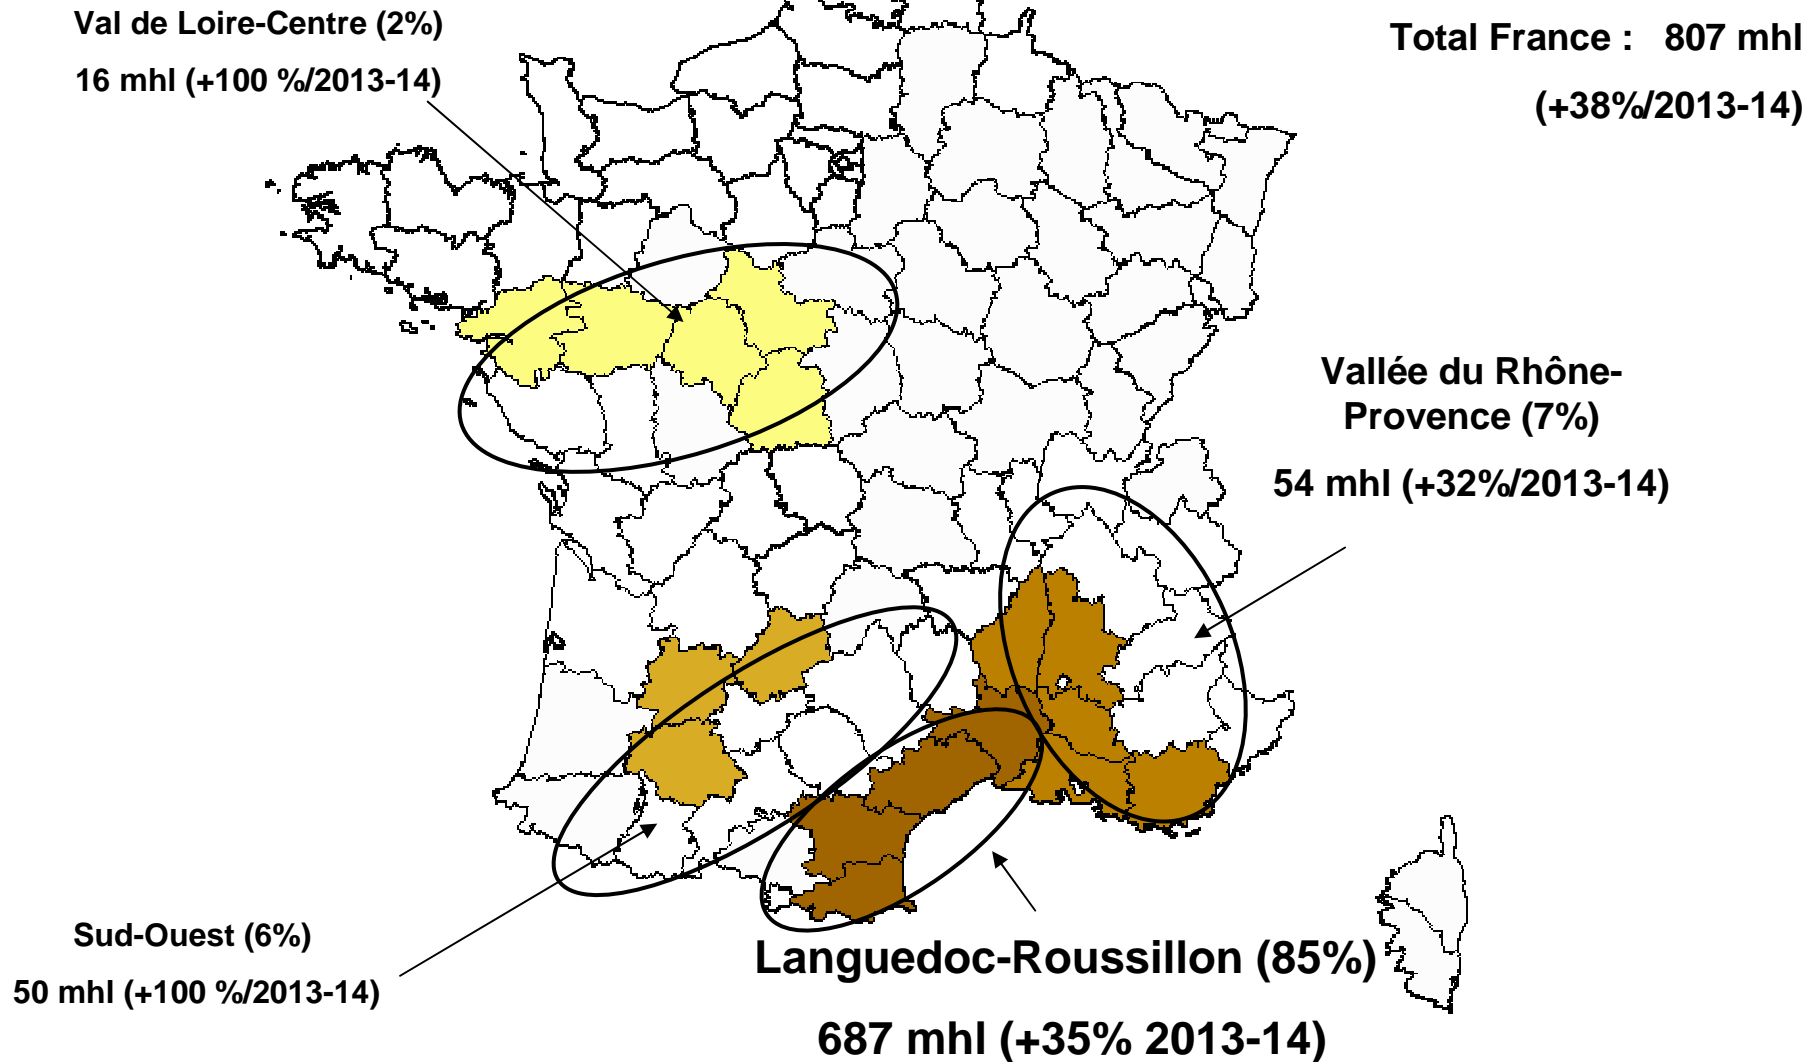 Val de Loire-Centre (2%)
16 mhl (+100 %/2013-14)
Total France :   807 mhl
(+38%/2013-14)
Vallée du Rhône-
Provence (7%)
54 mhl (+32%/2013-14)
Sud-Ouest (6%)
50 mhl (+100 %/2013-14)
Languedoc-Roussillon (85%)
687 mhl (+35% 2013-14)